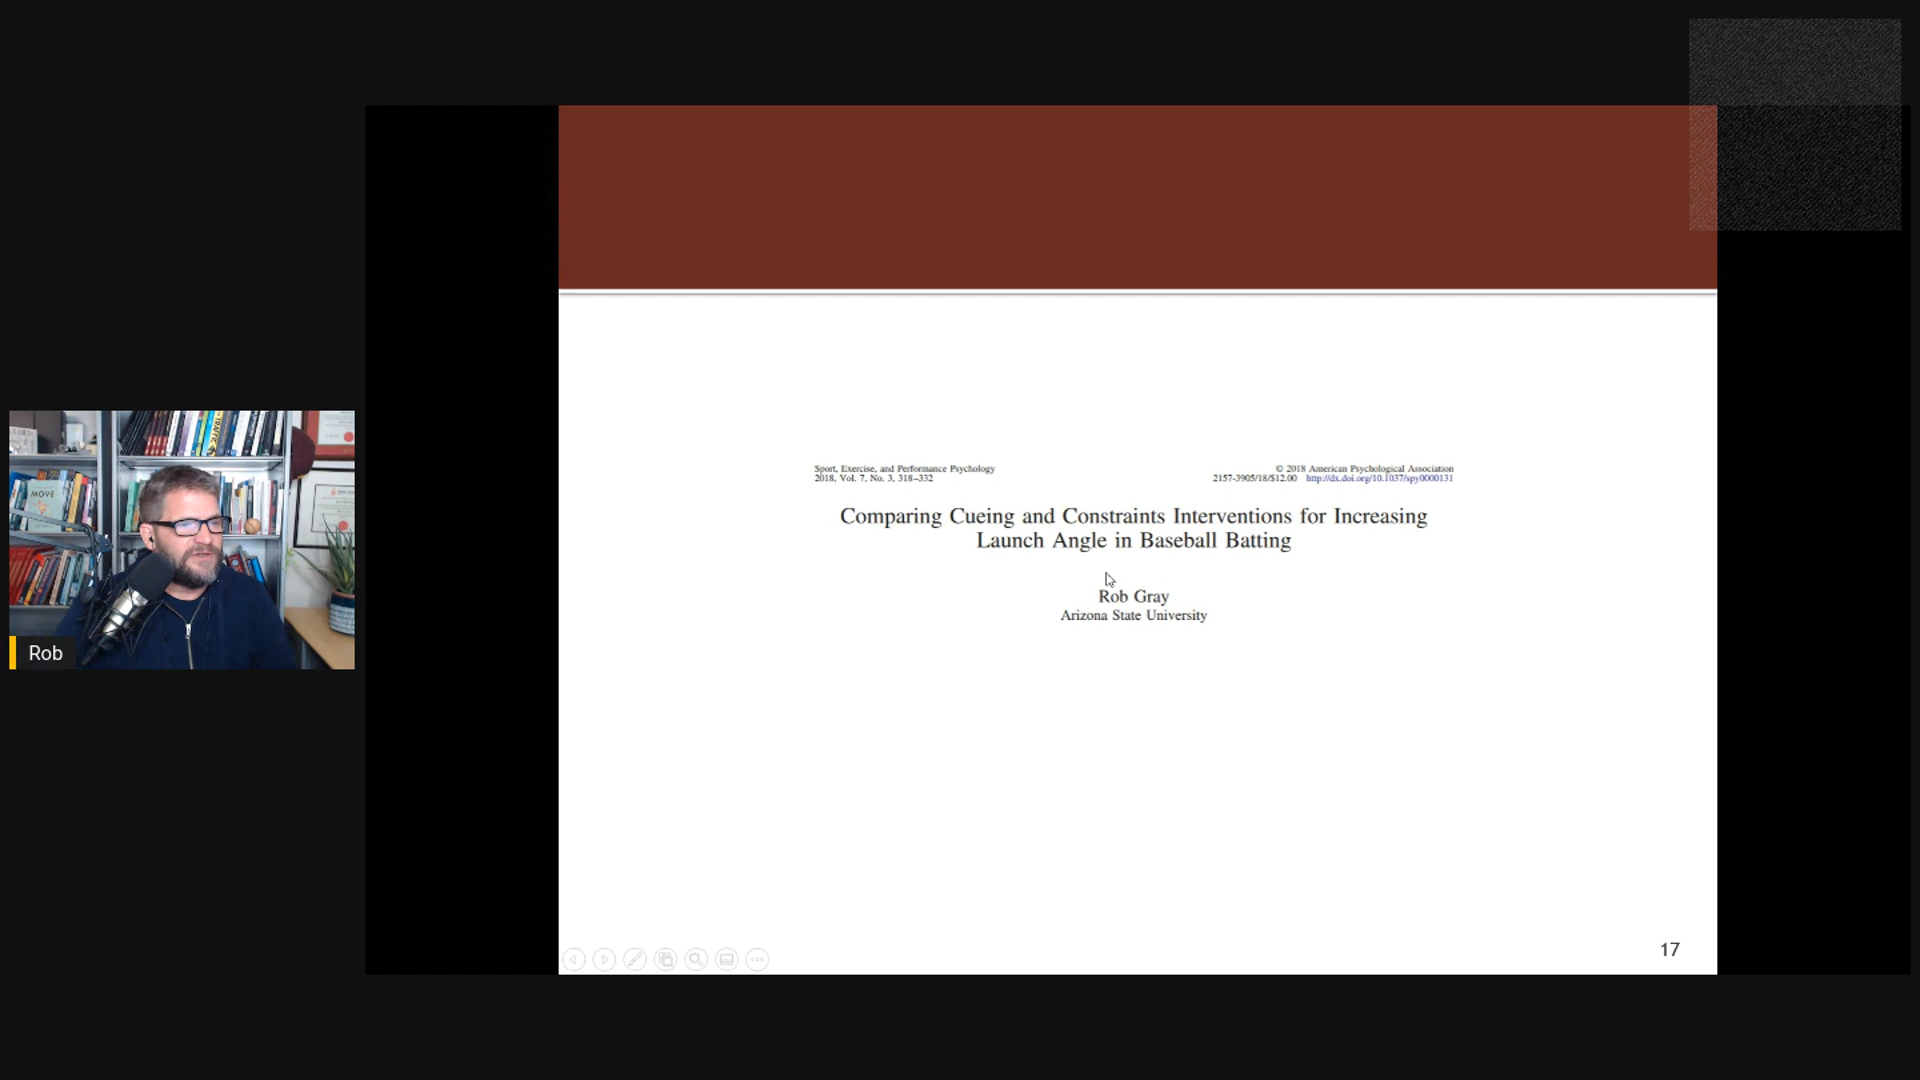 MOVE
Rob
Sport, Exercise, and Performance Psychology
2018, Vol. 7, No. 3, 318–332
© 2018 American Psychological Association
2157-3905/18/$12.00 http://dx.doi.org/10.1037/spy0000131
Comparing Cueing and Constraints Interventions for Increasing
Launch Angle in Baseball Batting
Rob Gray
Arizona State University
17